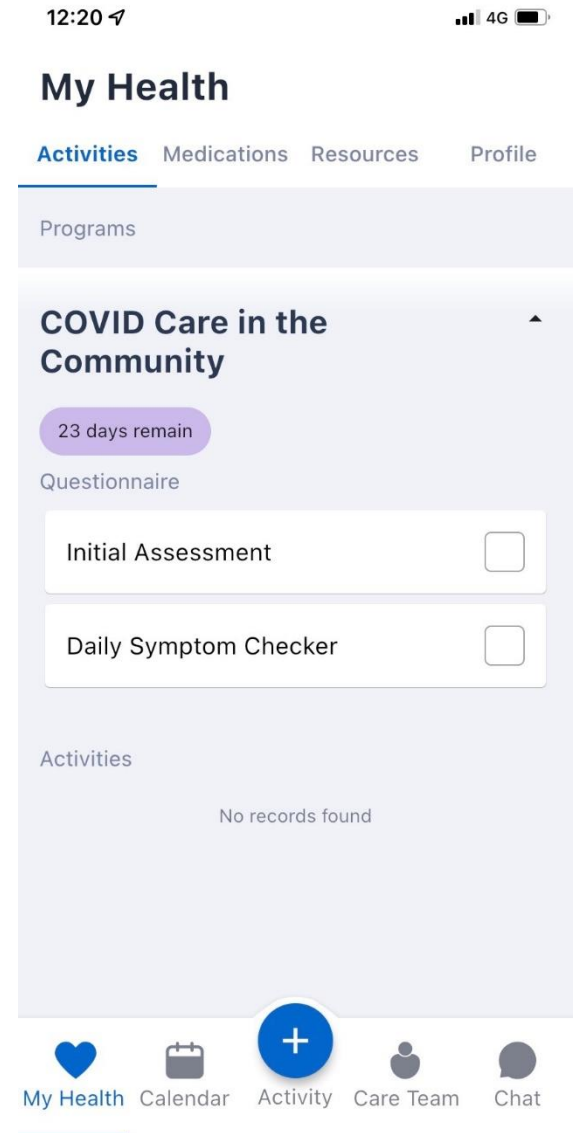 12:20 4G
My Health
Activities Medications Resources Profile
Programs
COVID Care in the
Community
23 days remain
Questionnaire
Initial Assessment
Daily Symptom Checker
Activities
No records found
My Health Calendar Activity Care Team Chat